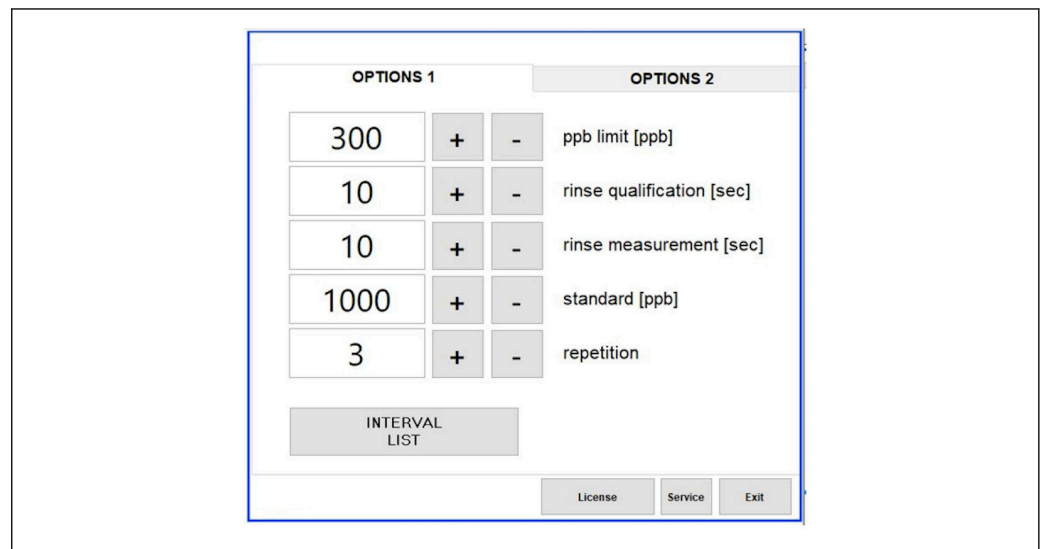 OPTIONS 1 OPTIONS 2
300 + - ppb limit [ppb]
10 + - rinse qualification [sec]
10 + - rinse measurement [sec]
1000 + - standard [ppb]
3 + - repetition
INTERVAL
LIST
License Service Exit